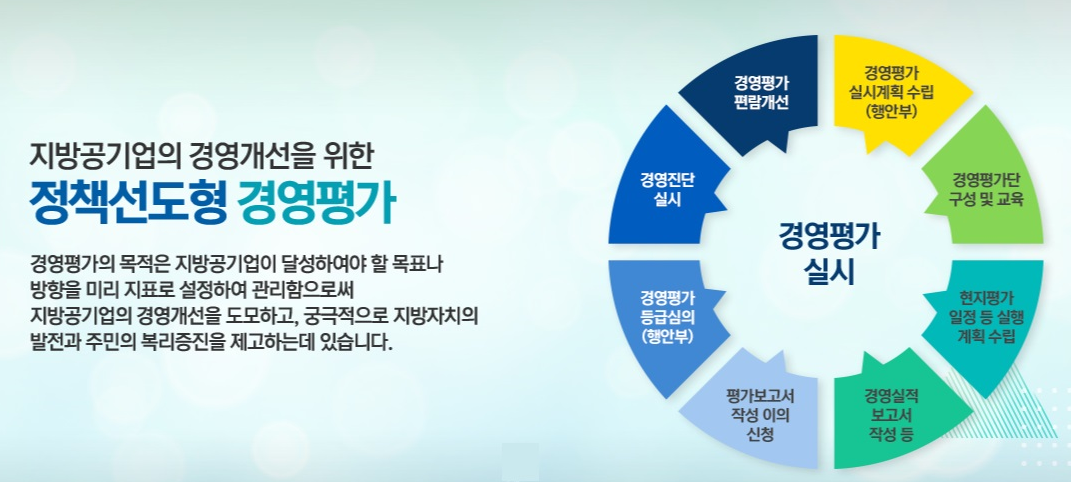 지방공기업의 경영개선을 위한
정책선도형 경영평가
경영평가의 목적은 지방공기업이 달성하여야 할 목표나
방향을 미리 지표로 설정하여 관리함으로써
지방공기업의 경영개선을 도모하고, 궁극적으로 지방자치의
발전과 주민의 복리증진을 제고하는데 있습니다.
경영평가
실시
경영평가
실시계획 수립
(행안부)
경영평가단
구성 및 교육
현지평가
일정 등 실행
계획 수립
경영실적
보고서
작성 등
평가보고서
작성 이의
신청
경영평가
등급심의
(행안부)
경영진단
실시
경영평가
편람개선